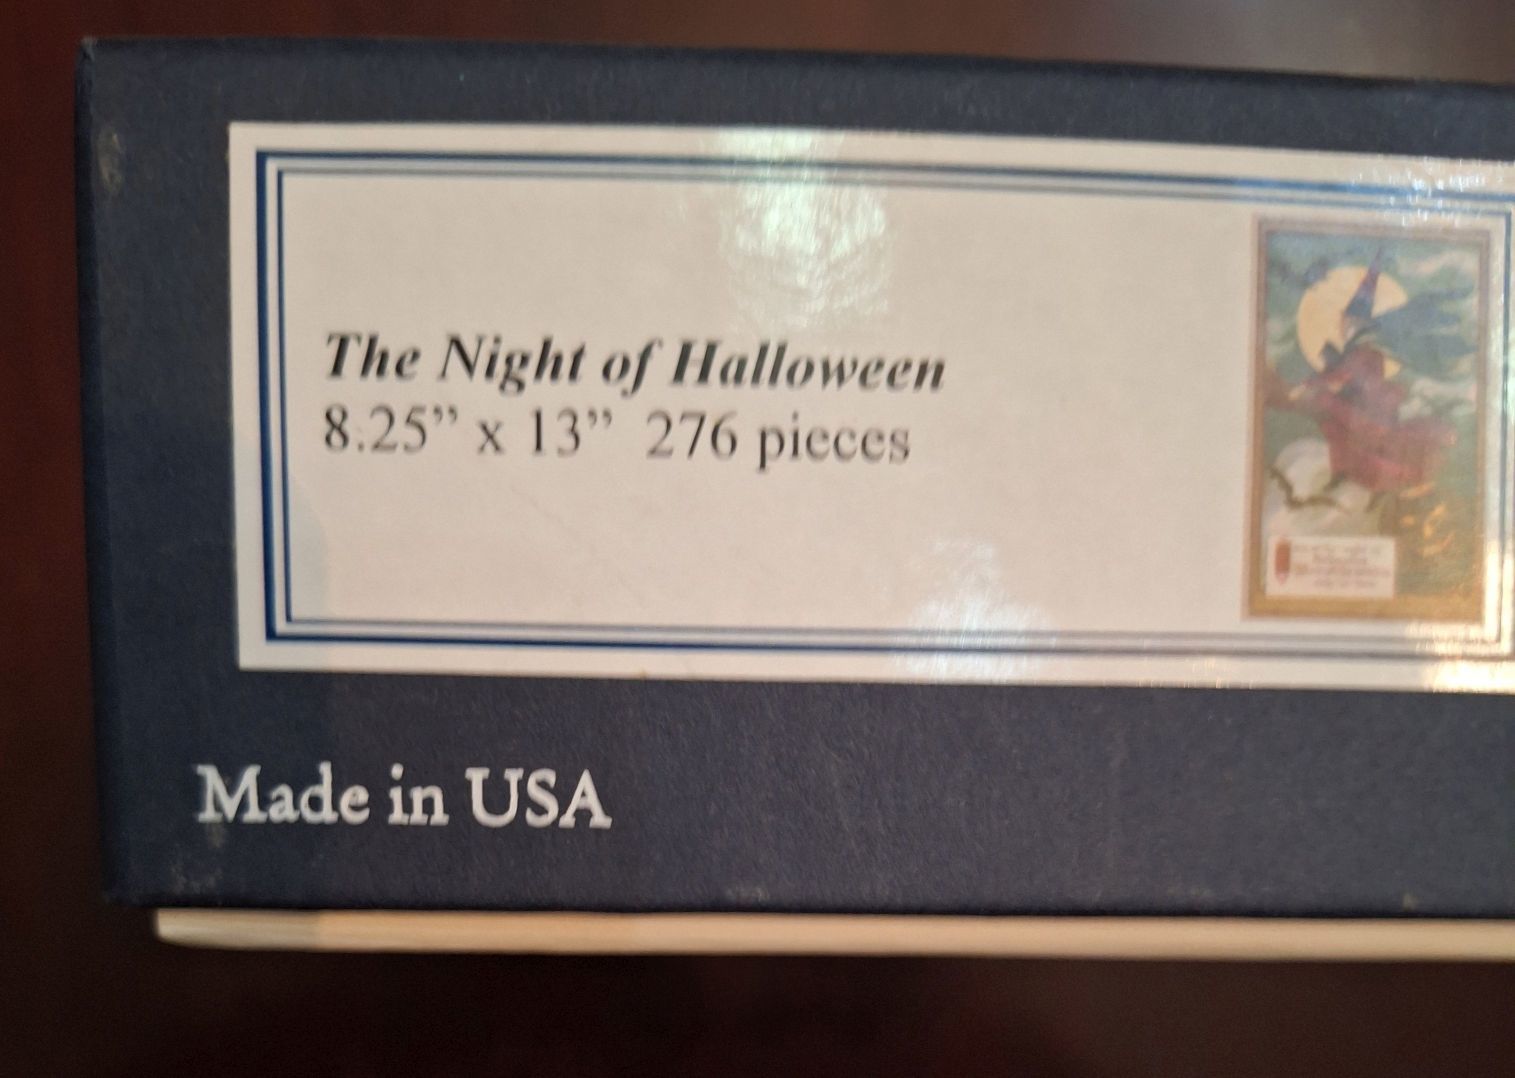 The Night of Halloween
8.25” x 13” 276 pieces
Made in USA